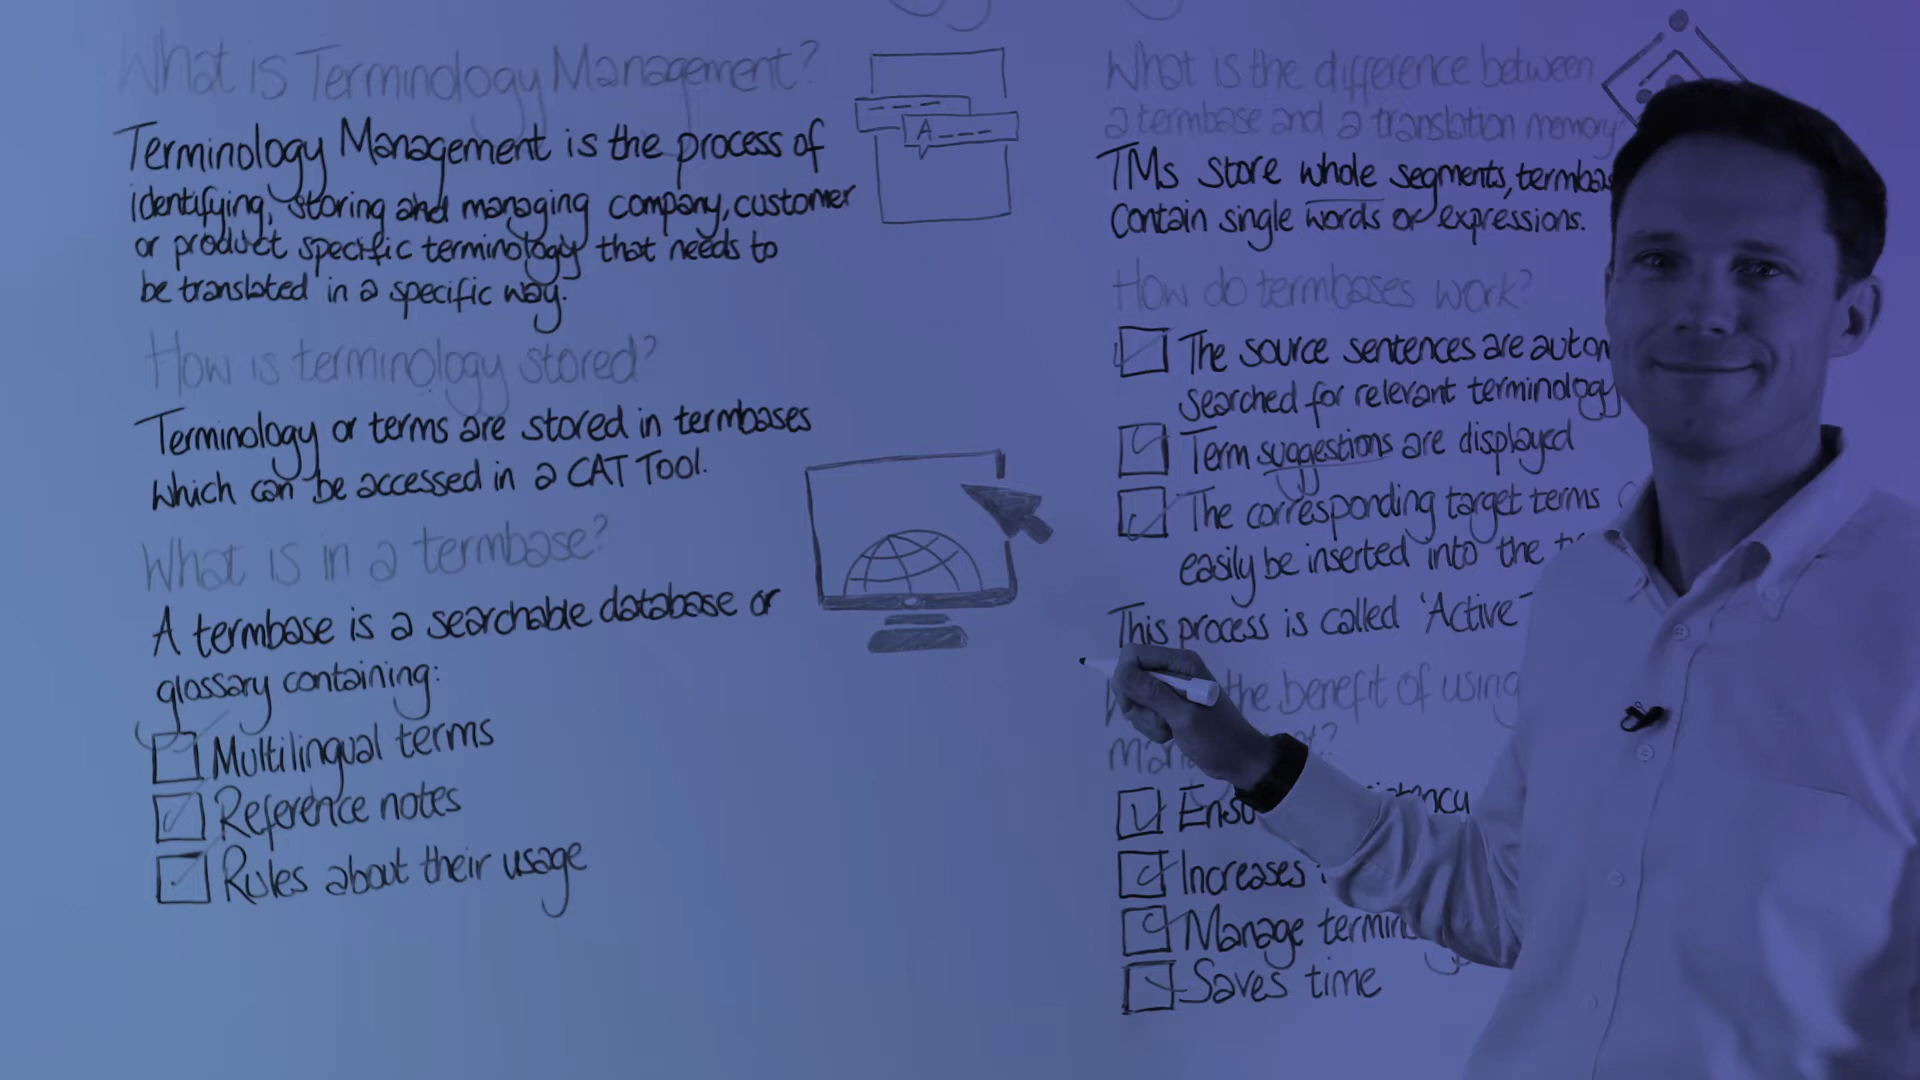 What is Terminology Management?
Terminology Management is the process of
identifying, storing and managing company, customer
or product specific terminology that needs to
be translated in a specific way.
How is terminology stored?
Terminology or terms are stored in termbases
which can be accessed in a CAT Tool.
What is in a termbase?
A termbase is a searchable database or
glossary containing:
Multilingual terms
Reference notes
Rules about their usage
A
What is the difference between
a termbase and a translation memory
TMs store whole segments, termbas
contain single words or expressions.
How do termbases work?
The source sentences are autom
searched for relevant terminology
Term suggestions are displayed
The corresponding target terms
easily be inserted into the
This process is called 'Active
the benefit of using
Increases
Manage termin
Saves time